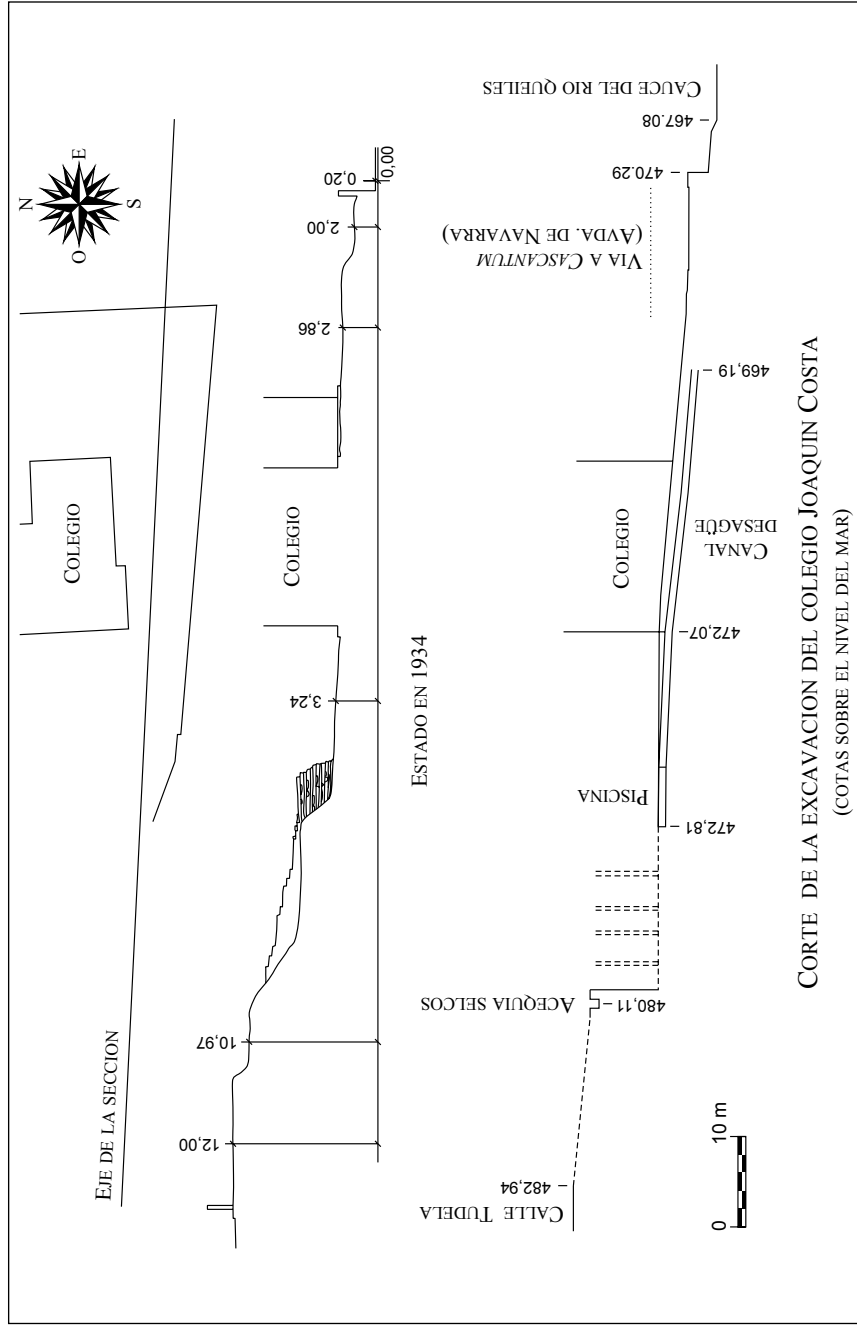 N
E
S
O
EJE DE LA SECCION
COLEGIO
12,00
10,97
3,24
2,86
2,00
0,20
0,00
COLEGIO
ESTADO EN 1934
CALLE TUDELA
482,94
ACEQUIA SELCOS
480,11
472,81
PISCINA
472,07
COLEGIO
CANAL
DESAGÜE
469,19
VIA A CASCANTUM
(AVDA. DE NAVARRA)
470.29
467.08
CAUCE DEL RIO QUEILES
0
10 m
CORTE DE LA EXCAVACION DEL COLEGIO JOAQUIN COSTA
(COTAS SOBRE EL NIVEL DEL MAR)